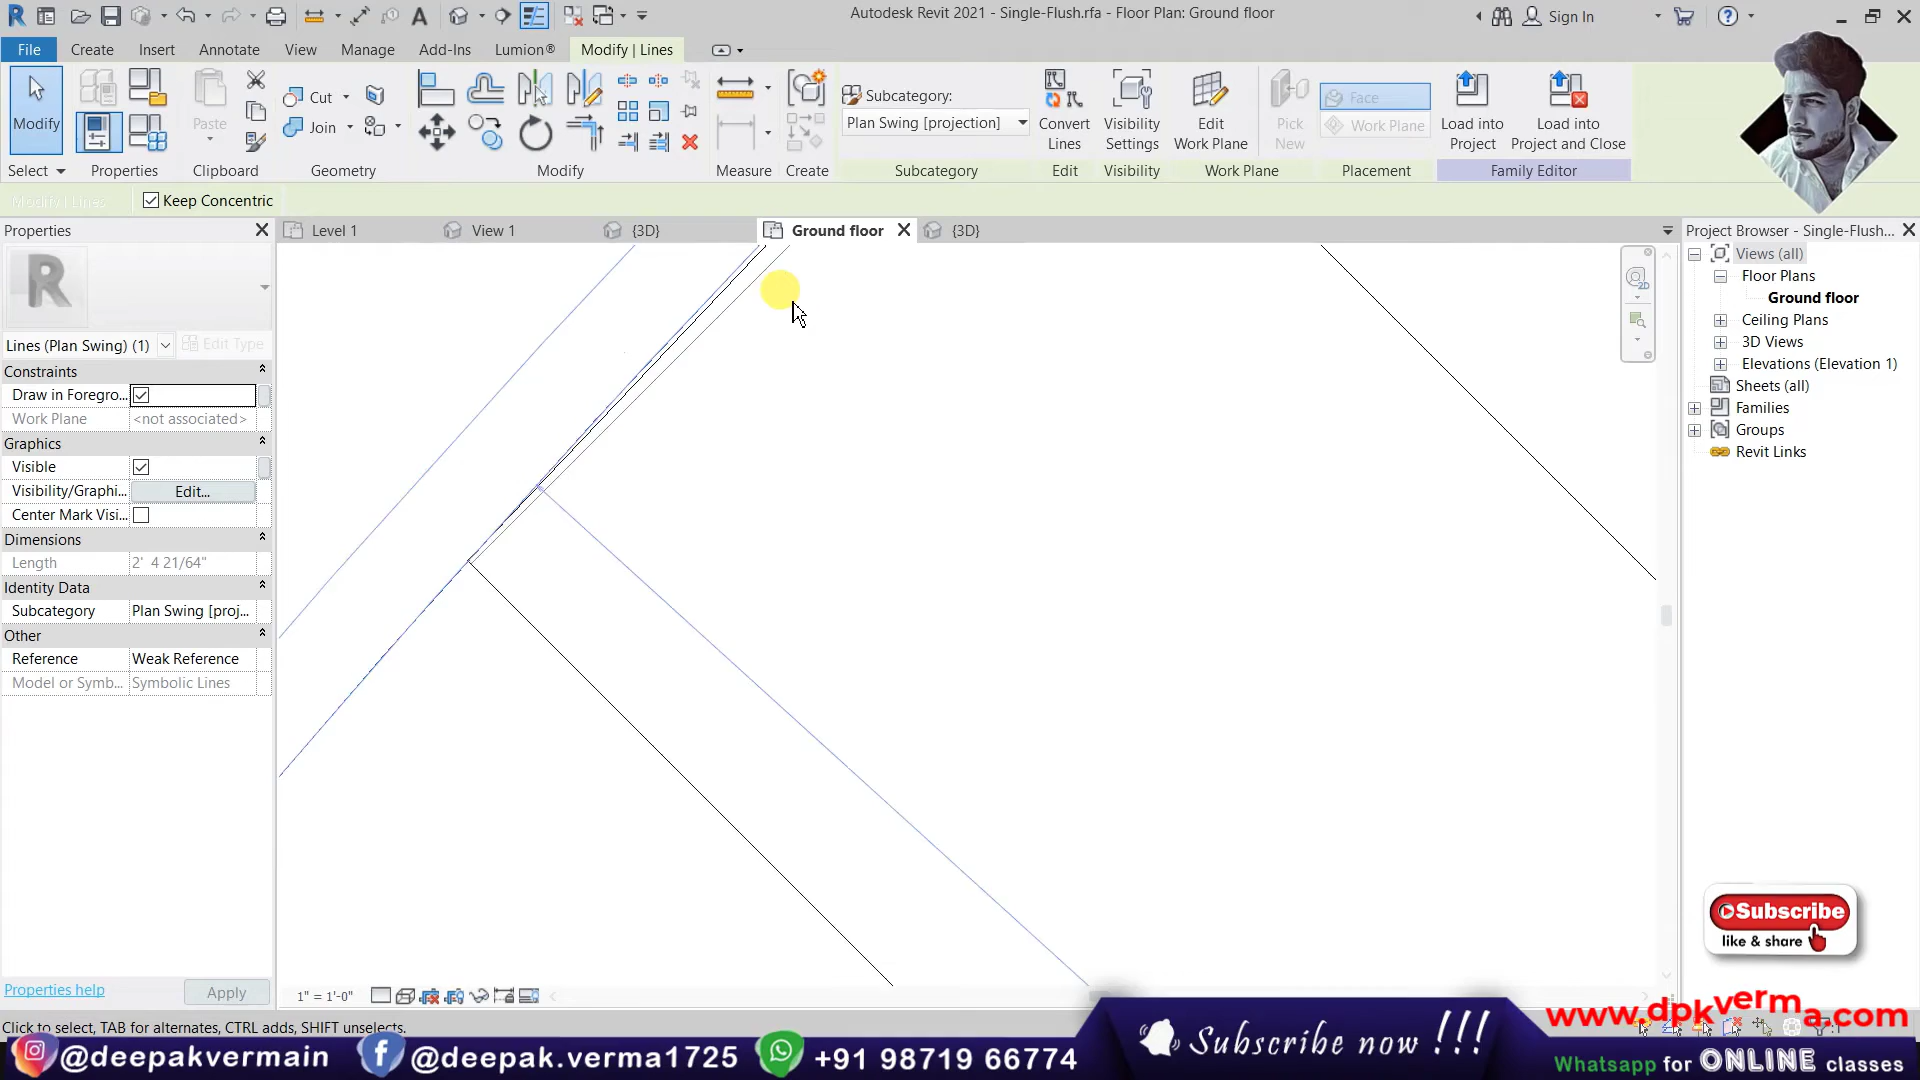 Autodesk Revit 2021 - Single-Flush.rfa - Floor Plan: Ground floor
Sign In
File Create Insert Annotate View Manage Add-Ins Lumion® Modify | Lines
Modify
Paste
Cut
Join
Subcategory:
Plan Swing [projection]
Convert Lines
Visibility Settings
Edit Work Plane
Pick New
Face
Work Plane
Load into Project
Load into Project and Close
Select Properties Clipboard Geometry Modify Measure Create Subcategory Edit Visibility Work Plane Placement Family Editor
Modify | Lines
Keep Concentric
Properties
Level 1
View 1
{3D}
Ground floor
{3D}
Project Browser - Single-Flush...
R
Lines (Plan Swing) (1)
Edit Type
Constraints
Draw in Foregro...
Work Plane <not associated>
Graphics
Visible
Visibility/Graphi... Edit...
Center Mark Visi...
Dimensions
Length 2' 4 21/64"
Identity Data
Subcategory Plan Swing [proj...
Other
Reference Weak Reference
Model or Symb... Symbolic Lines
Properties help
Apply
Views (all)
Floor Plans
Ground floor
Ceiling Plans
3D Views
Elevations (Elevation 1)
Sheets (all)
Families
Groups
Revit Links
2D
Subscribe
like & share
1" = 1'-0"
Click to select, TAB for alternates, CTRL adds, SHIFT unselects.
@deepakvermain
@deepak.verma1725
+91 98719 66774
Subscribe now !!!
www.dpkverma.com
Whatsapp for ONLINE classes